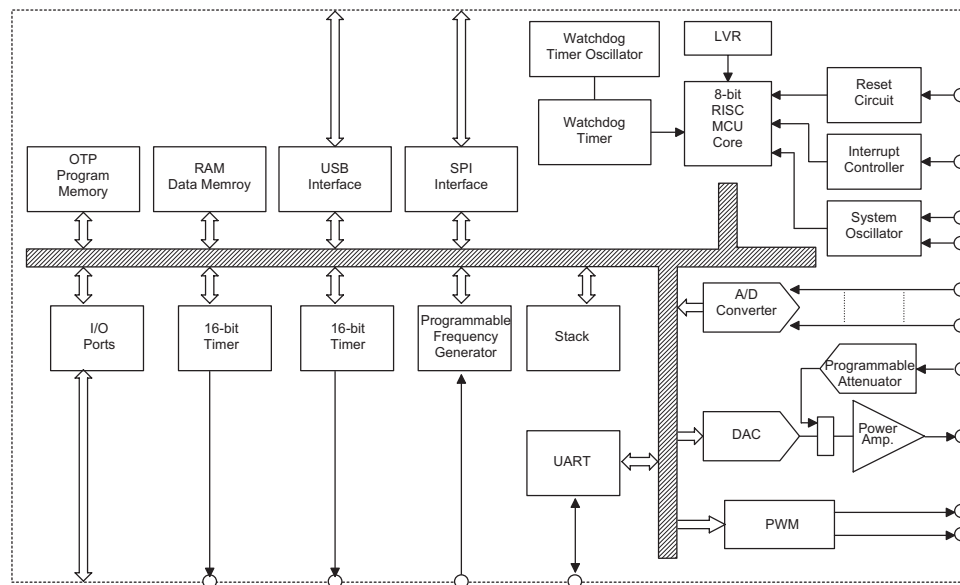 Watchdog
Timer Oscillator
LVR
8-bit
RISC
MCU
Core
Reset
Circuit
Watchdog
Timer
Interrupt
Controller
OTP
Program
Memory
RAM
Data Memroy
USB
Interface
SPI
Interface
System
Oscillator
A/D
Converter
I/O
Ports
16-bit
Timer
16-bit
Timer
Programmable
Frequency
Generator
Stack
Programmable
Attenuator
DAC
Power
Amp.
UART
PWM